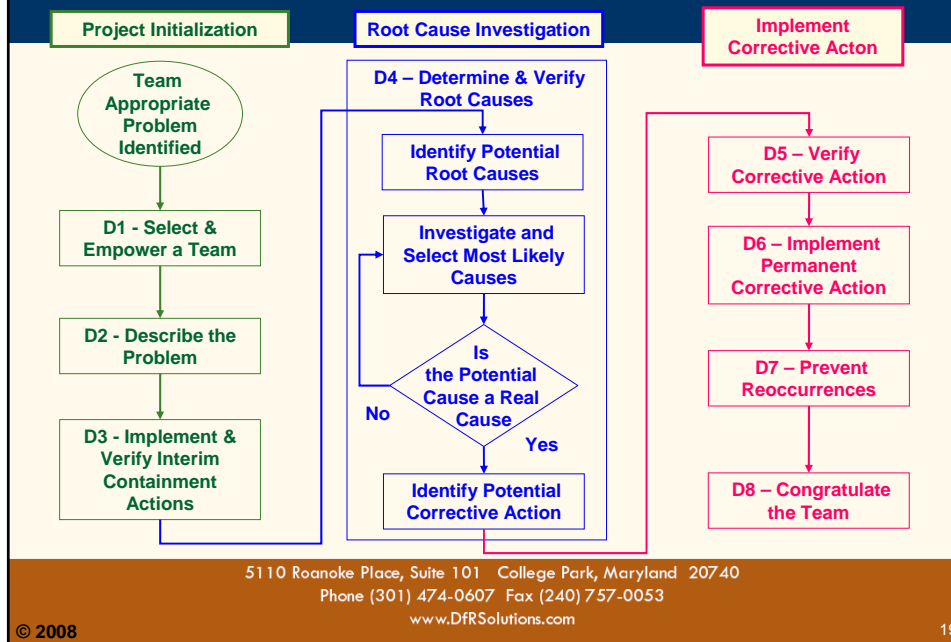 Project Initialization
Team
Appropriate
Problem
Identified
D1 - Select &
Empower a Team
D2 - Describe the
Problem
D3 - Implement &
Verify Interim
Containment
Actions
Root Cause Investigation
D4 – Determine & Verify
Root Causes
Identify Potential
Root Causes
Investigate and
Select Most Likely
Causes
Is
the Potential
Cause a Real
Cause
No
Yes
Identify Potential
Corrective Action
Implement
Corrective Acton
D5 – Verify
Corrective Action
D6 – Implement
Permanent
Corrective Action
D7 – Prevent
Reoccurrences
D8 – Congratulate
the Team
5110 Roanoke Place, Suite 101 College Park, Maryland 20740
Phone (301) 474-0607 Fax (240) 757-0053
www.DfRSolutions.com
© 2008
19